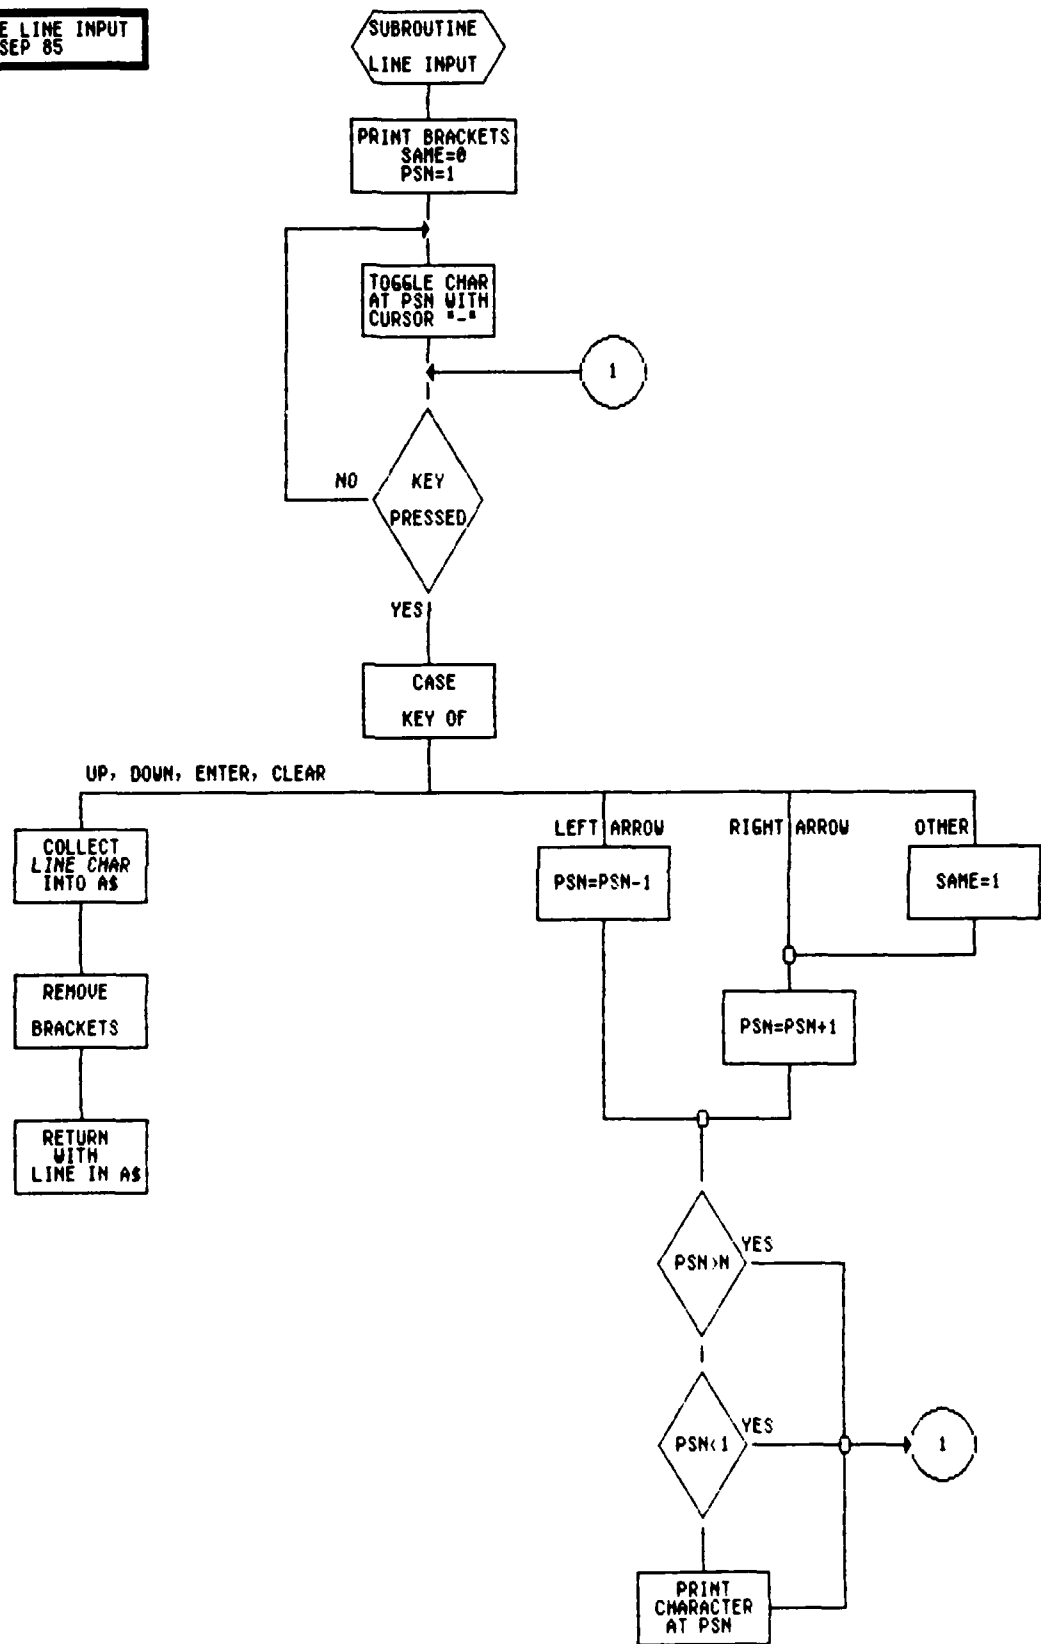 E LINE INPUT
SEP 85
SUBROUTINE
LINE INPUT
PRINT BRACKETS
SAME=0
PSN=1
TOGGLE CHAR
AT PSN WITH
CURSOR "-"
1
NO
KEY
PRESSED
YES
CASE
KEY OF
UP, DOWN, ENTER, CLEAR
LEFT ARROW
RIGHT ARROW
OTHER
COLLECT
LINE CHAR
INTO A$
PSN=PSN-1
SAME=1
REMOVE
BRACKETS
PSN=PSN+1
RETURN
WITH
LINE IN A$
PSN>N
YES
PSN<1
YES
1
PRINT
CHARACTER
AT PSN